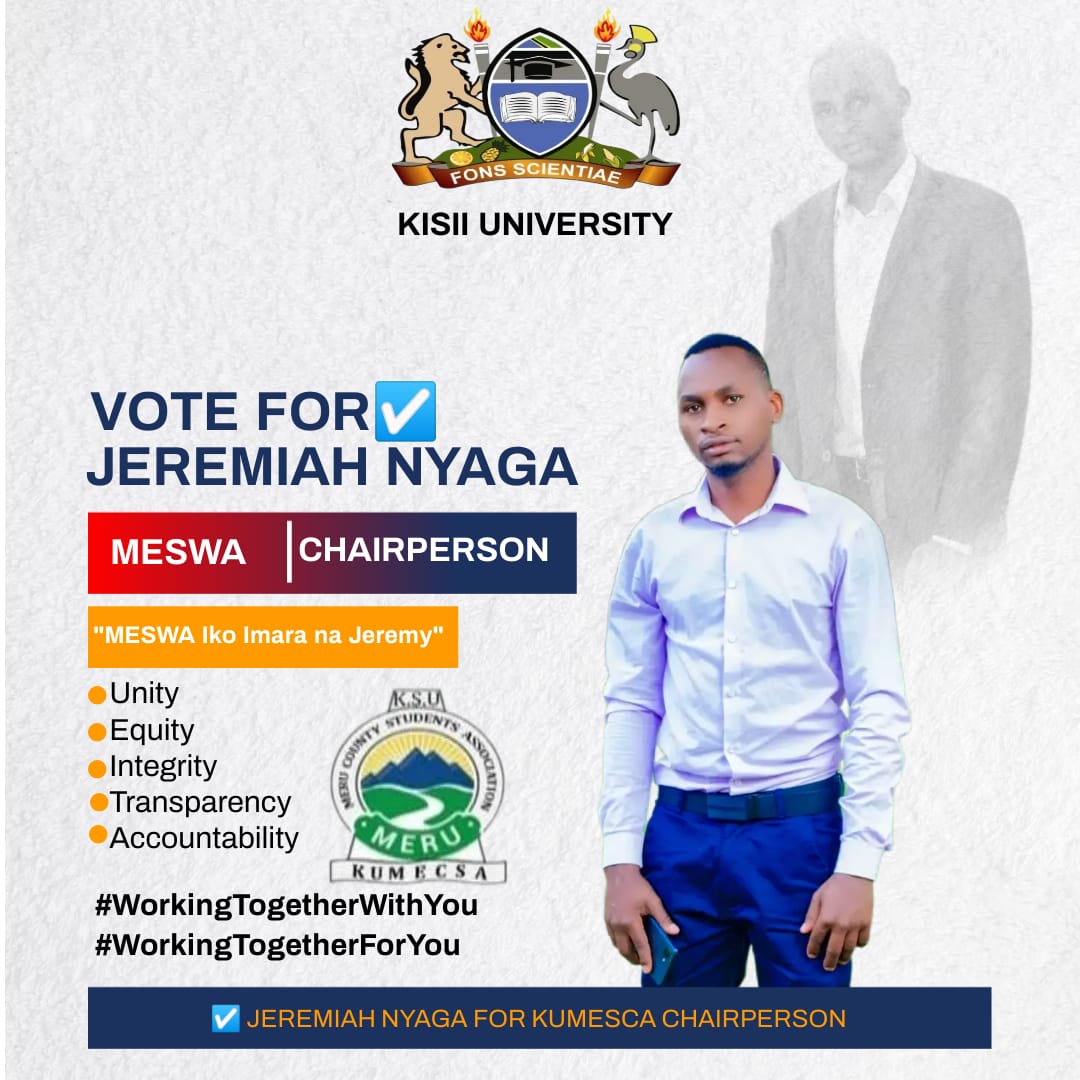 FONS SCIENTIAE
KISII UNIVERSITY
VOTE FOR☑
JEREMIAH NYAGA
MESWA | CHAIRPERSON
"MESWA Iko Imara na Jeremy"
Unity
Equity
Integrity
Transparency
Accountability
K.S.U
MERU COUNTY STUDENTS ASSOCIATION
MERU
KUMECSA
#WorkingTogetherWithYou
#WorkingTogetherForYou
☑ JEREMIAH NYAGA FOR KUMESCA CHAIRPERSON